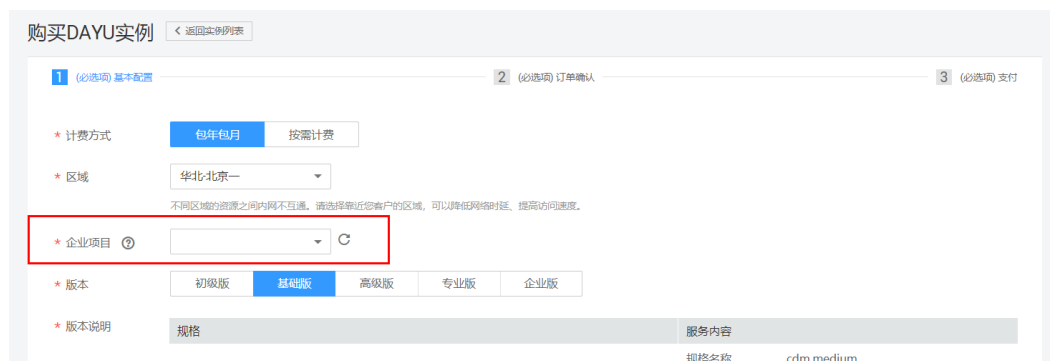 购买DAYU实例 < 返回实例列表
1 (必选项) 基本配置 2 (必选项) 订单确认 3 (必选项) 支付
* 计费方式 包年包月 按需计费
* 区域 华北-北京一
不同区域的资源之间内网不互通。请选择靠近您客户的区域，可以降低网络时延、提高访问速度。
* 企业项目 ?
* 版本 初级版 基础版 高级版 专业版 企业版
* 版本说明 规格 服务内容
规格名称 cdm.medium